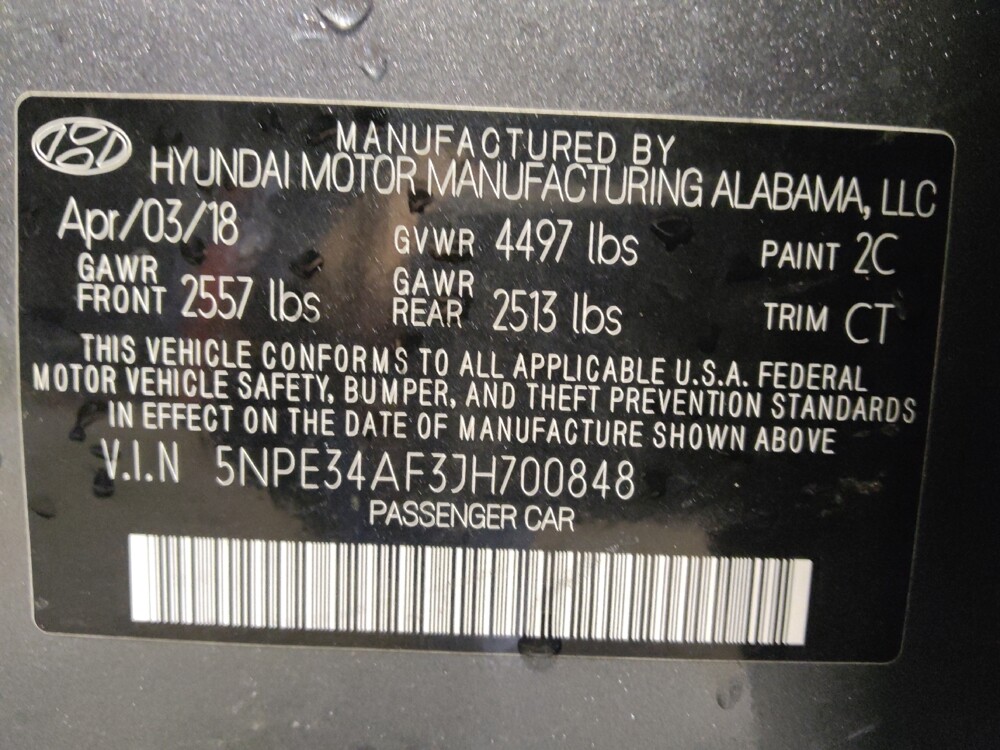 MANUFACTURED BY
HYUNDAI MOTOR MANUFACTURING ALABAMA, LLC
Apr/03/18 GVWR 4497 lbs PAINT 2C
GAWR FRONT 2557 lbs GAWR REAR 2513 lbs TRIM CT
THIS VEHICLE CONFORMS TO ALL APPLICABLE U.S.A. FEDERAL
MOTOR VEHICLE SAFETY, BUMPER, AND THEFT PREVENTION STANDARDS
IN EFFECT ON THE DATE OF MANUFACTURE SHOWN ABOVE
V.I.N 5NPE34AF3JH700848
PASSENGER CAR